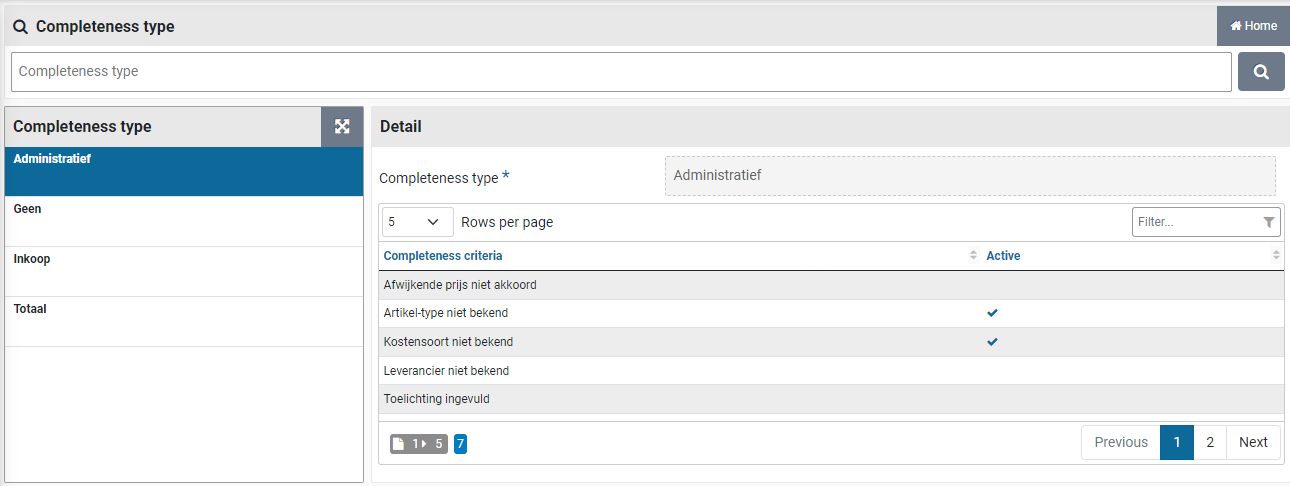 Completeness type
Home
Completeness type
Completeness type
Administratief
Geen
Inkoop
Totaal
Detail
Completeness type *
Administratief
5 Rows per page
Filter...
Completeness criteria Active
Afwijkende prijs niet akkoord
Artikel-type niet bekend
Kostensoort niet bekend
Leverancier niet bekend
Toelichting ingevuld
1 5 7
Previous 1 2 Next